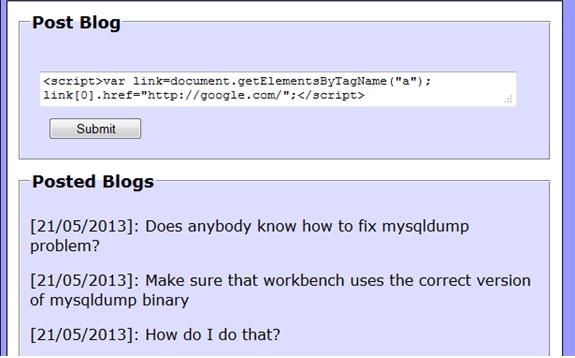 Post Blog
<script>var link=document.getElementsByTagName("a");
link[0].href="http://google.com/";</script>
Submit
Posted Blogs
[21/05/2013]: Does anybody know how to fix mysqldump
problem?
[21/05/2013]: Make sure that workbench uses the correct version
of mysqldump binary
[21/05/2013]: How do I do that?